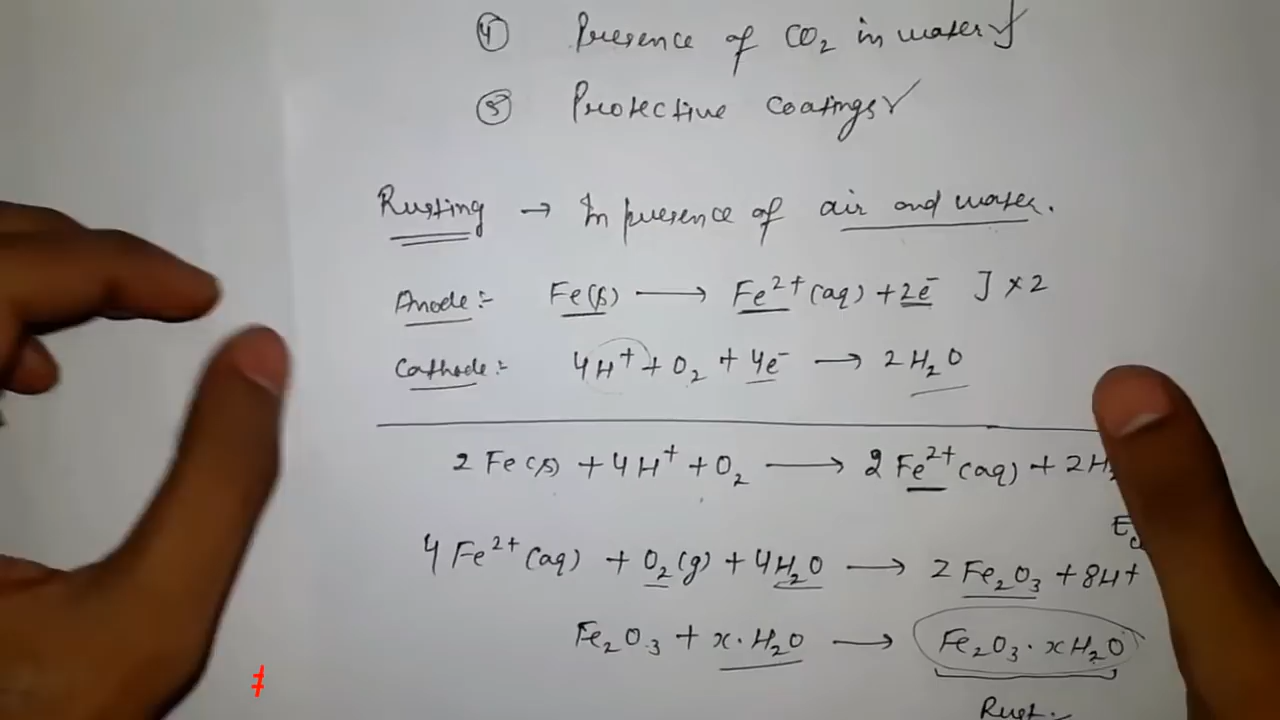 ④ Presence of CO₂ in water ✓
⑤ Protective coatings ✓
Rusting → In presence of air and water.
Anode :- Fe(s) → Fe²⁺(aq) + 2e⁻ ] × 2
Cathode :- 4H⁺ + O₂ + 4e⁻ → 2H₂O
2Fe(s) + 4H⁺ + O₂ → 2Fe²⁺(aq) + 2H₂
E
4Fe²⁺(aq) + O₂(g) + 4H₂O → 2Fe₂O₃ + 8H⁺
Fe₂O₃ + x·H₂O → Fe₂O₃·xH₂O
Rust.